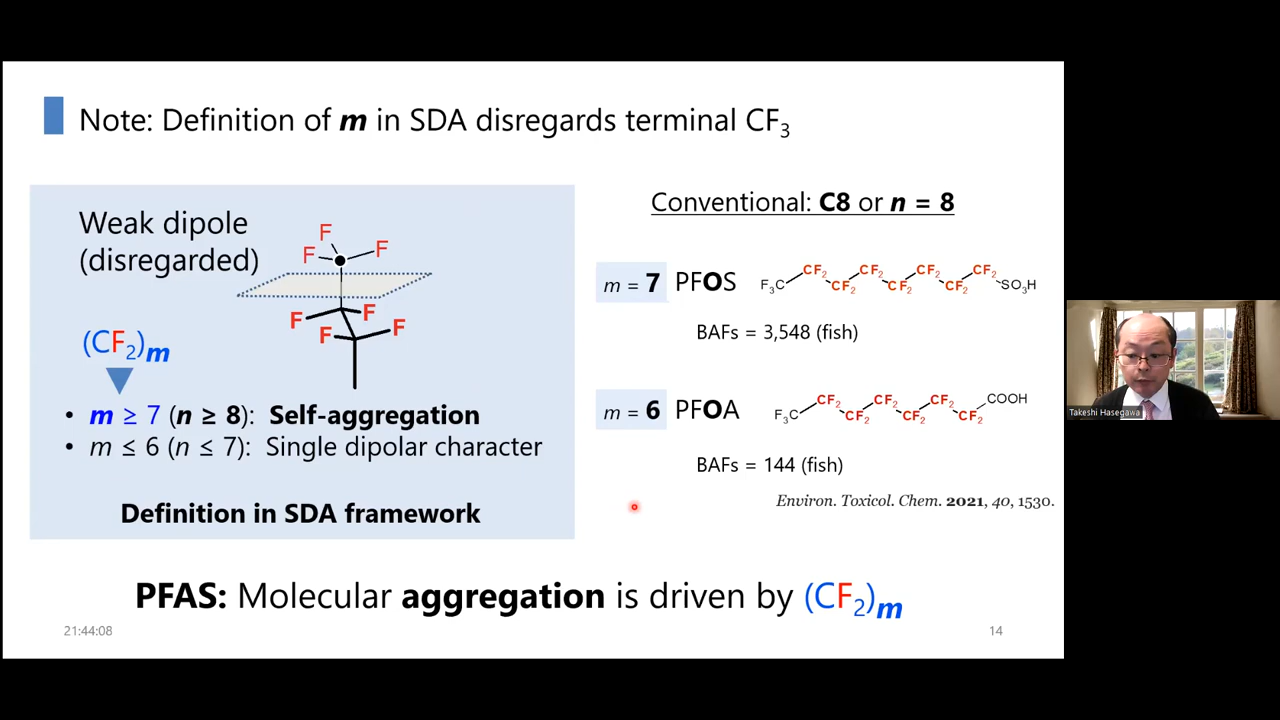 Note: Definition of m in SDA disregards terminal CF₃
Weak dipole
(disregarded)
F
F
F
F
F
F
F
(CF₂)m
• m ≥ 7 (n ≥ 8): Self-aggregation
• m ≤ 6 (n ≤ 7): Single dipolar character
Definition in SDA framework
Conventional: C8 or n = 8
m = 7 PFOS
F₃C CF₂ CF₂ CF₂ CF₂ CF₂ CF₂ CF₂ SO₃H
BAFs = 3,548 (fish)
m = 6 PFOA
F₃C CF₂ CF₂ CF₂ CF₂ CF₂ CF₂ COOH
BAFs = 144 (fish)
Environ. Toxicol. Chem. 2021, 40, 1530.
PFAS: Molecular aggregation is driven by (CF₂)m
21:44:08
14
Takeshi Hasegawa